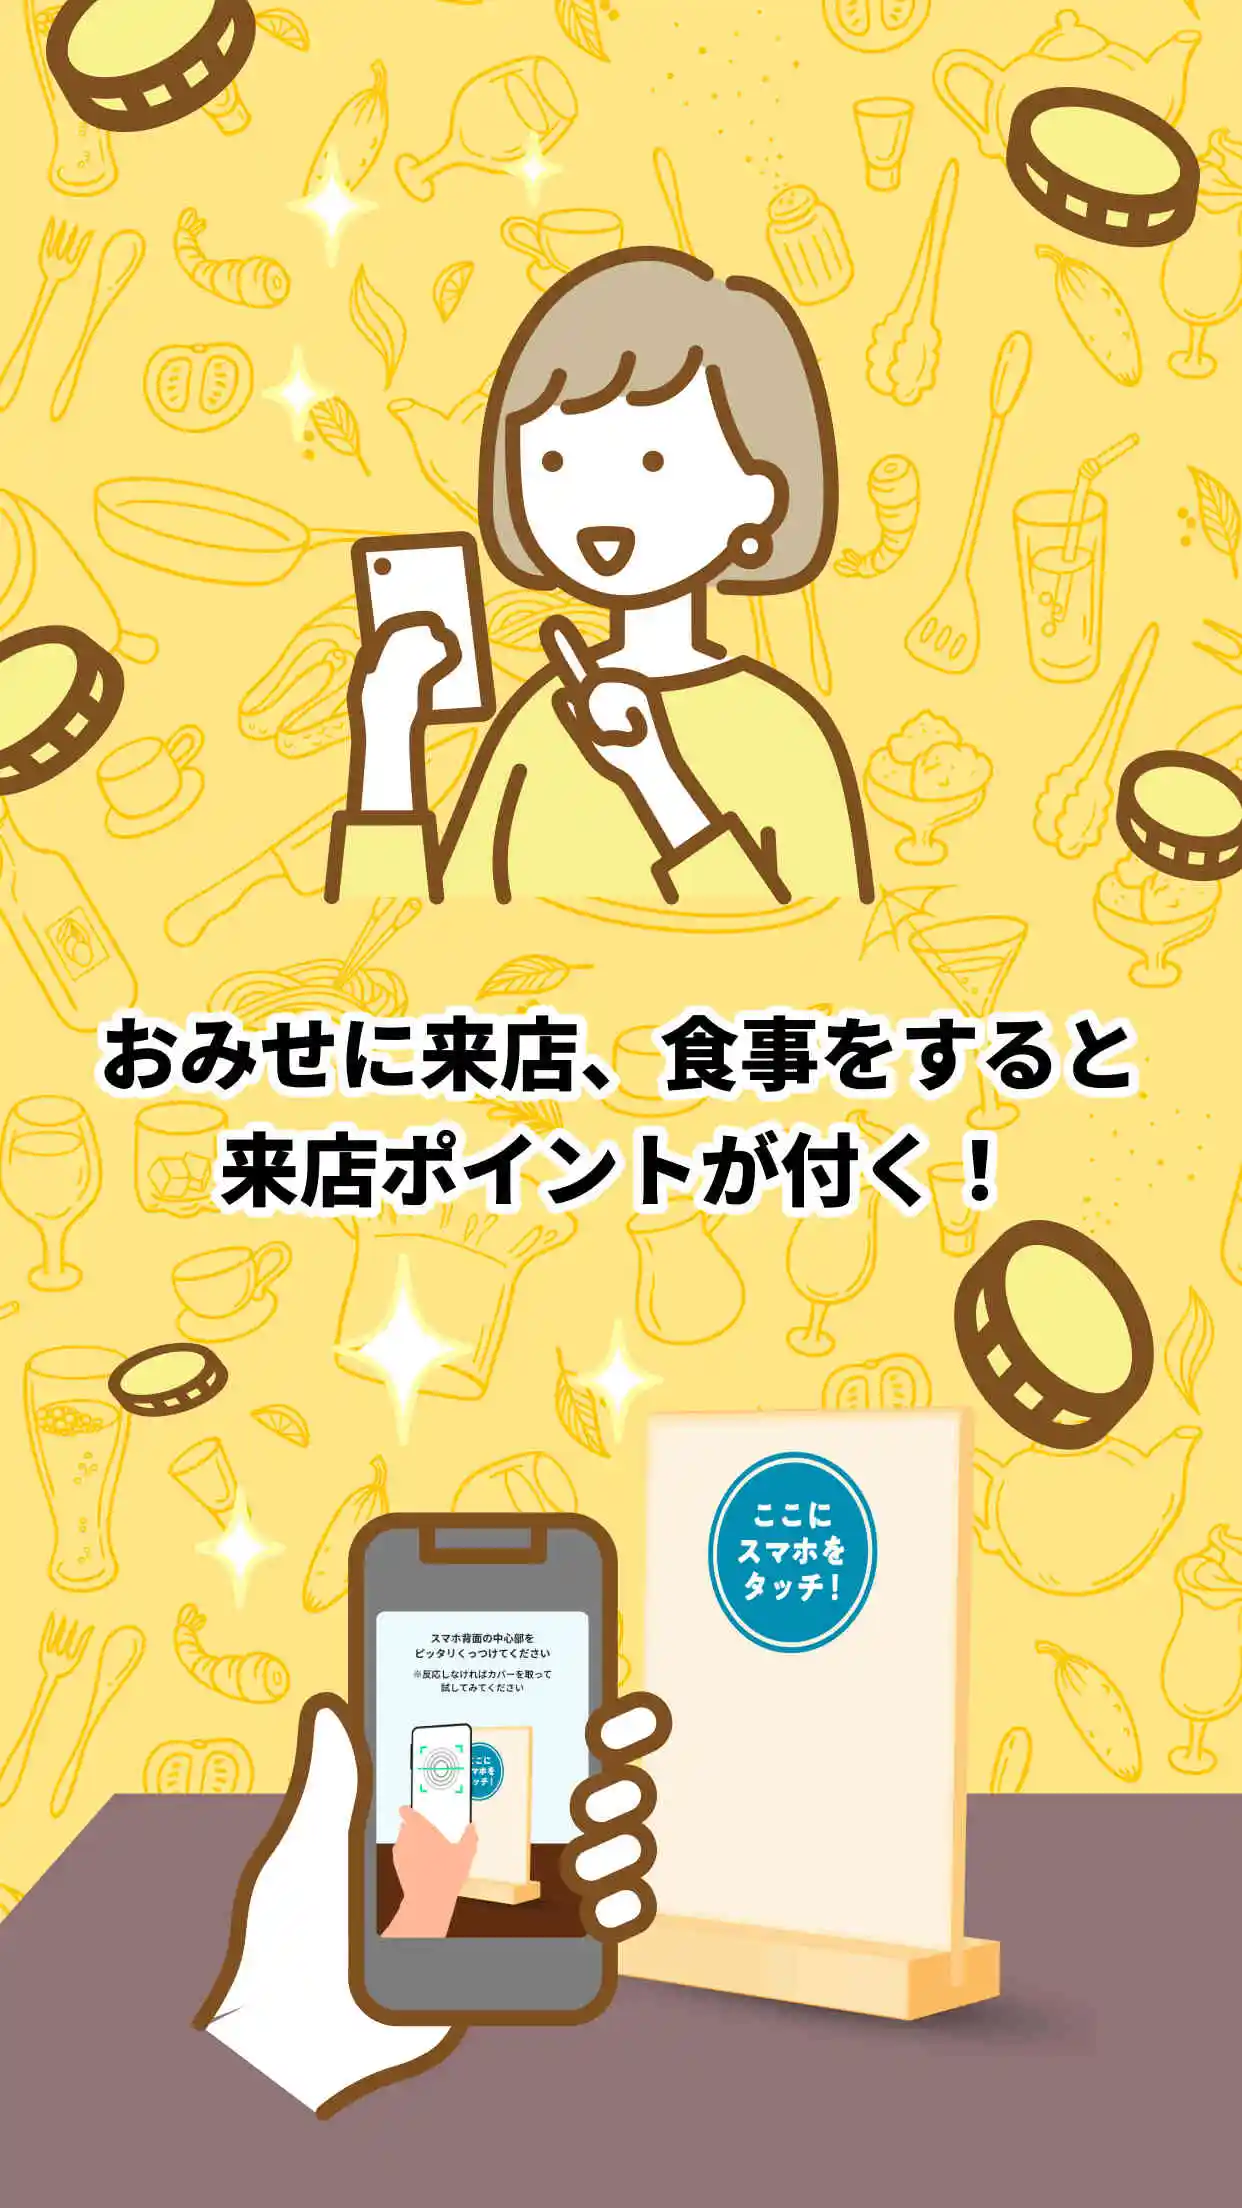 おみせに来店、食事をすると
来店ポイントが付く！
ここに
スマホを
タッチ！
スマホ背面の中心部を
ピッタリくっつけてください
※反応しなければカバーを取って
試してみてください